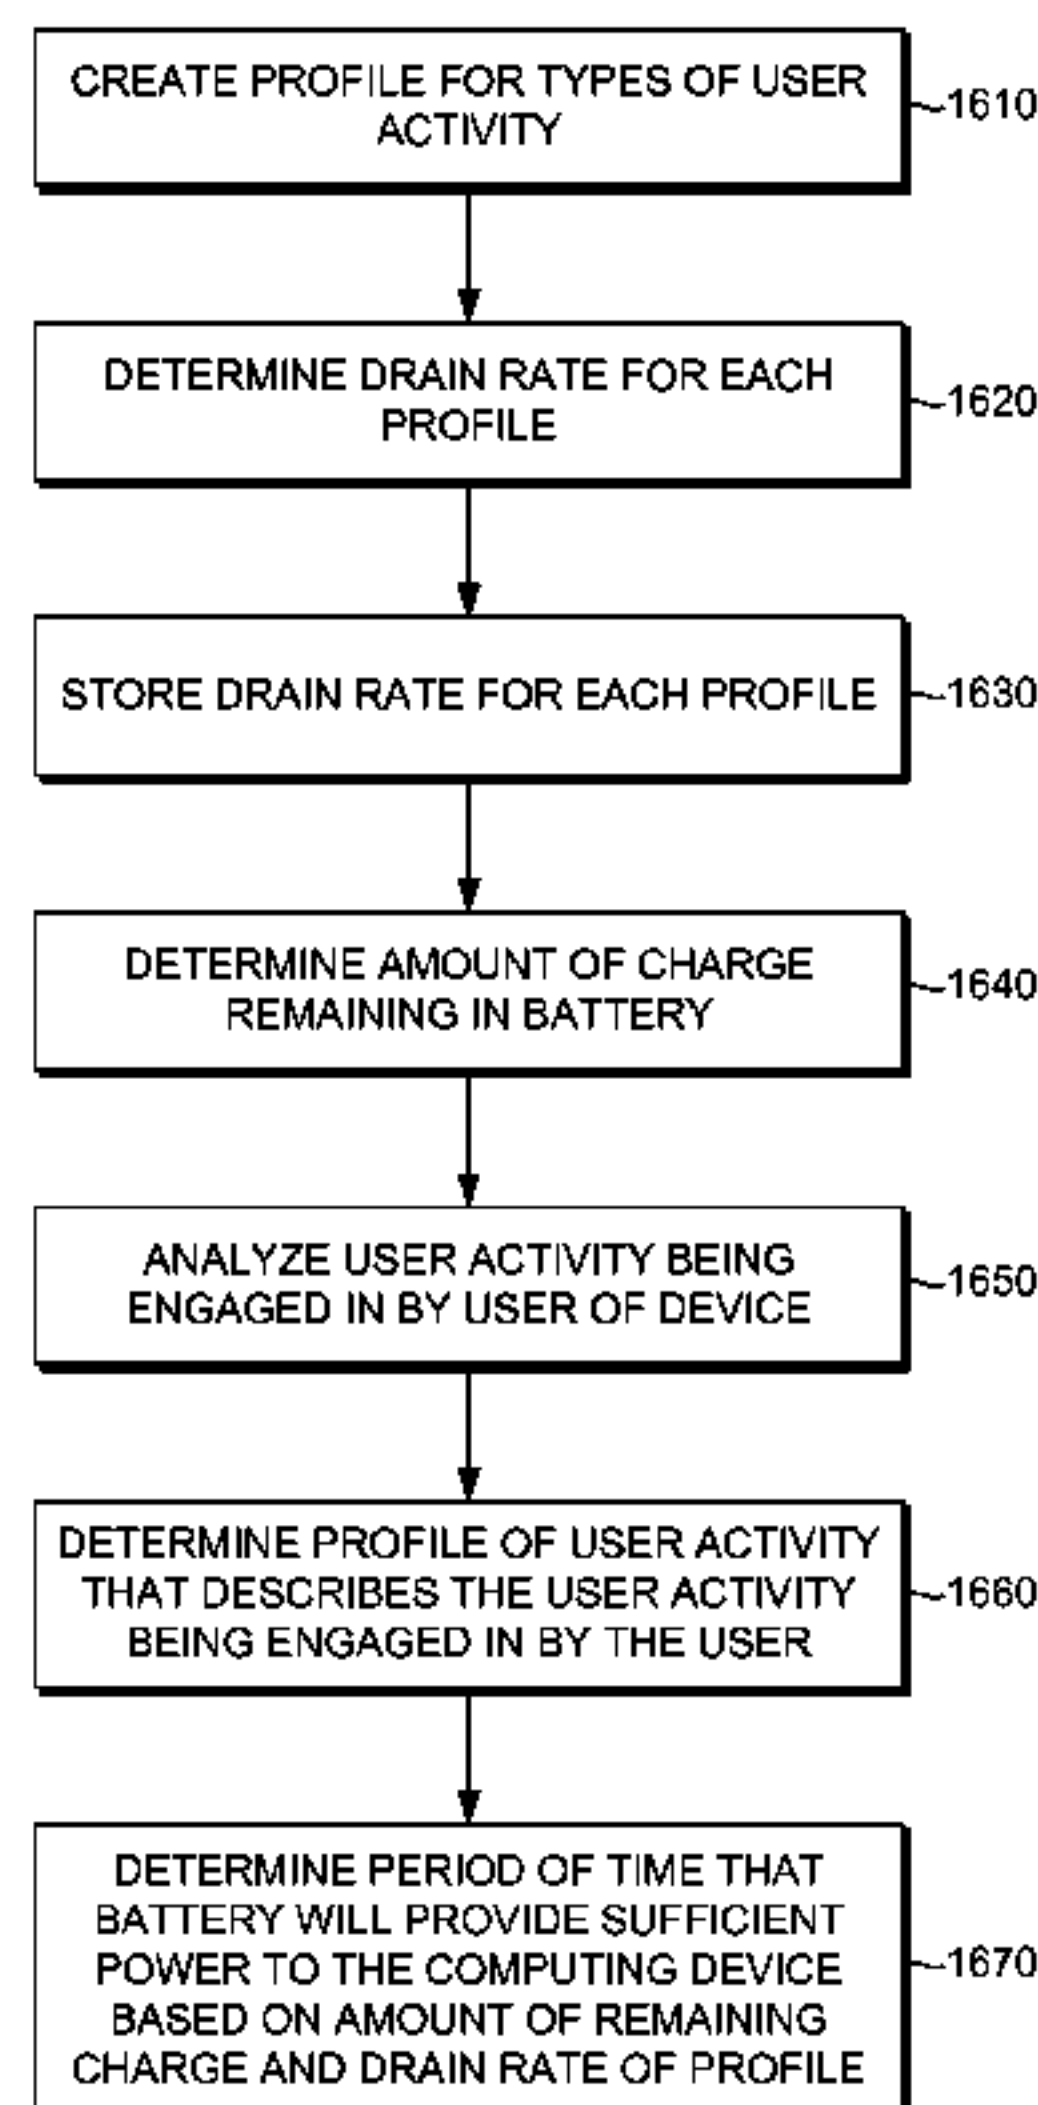 CREATE PROFILE FOR TYPES OF USER
ACTIVITY
1610
DETERMINE DRAIN RATE FOR EACH
PROFILE
1620
STORE DRAIN RATE FOR EACH PROFILE
1630
DETERMINE AMOUNT OF CHARGE
REMAINING IN BATTERY
1640
ANALYZE USER ACTIVITY BEING
ENGAGED IN BY USER OF DEVICE
1650
DETERMINE PROFILE OF USER ACTIVITY
THAT DESCRIBES THE USER ACTIVITY
BEING ENGAGED IN BY THE USER
1660
DETERMINE PERIOD OF TIME THAT
BATTERY WILL PROVIDE SUFFICIENT
POWER TO THE COMPUTING DEVICE
BASED ON AMOUNT OF REMAINING
CHARGE AND DRAIN RATE OF PROFILE
1670